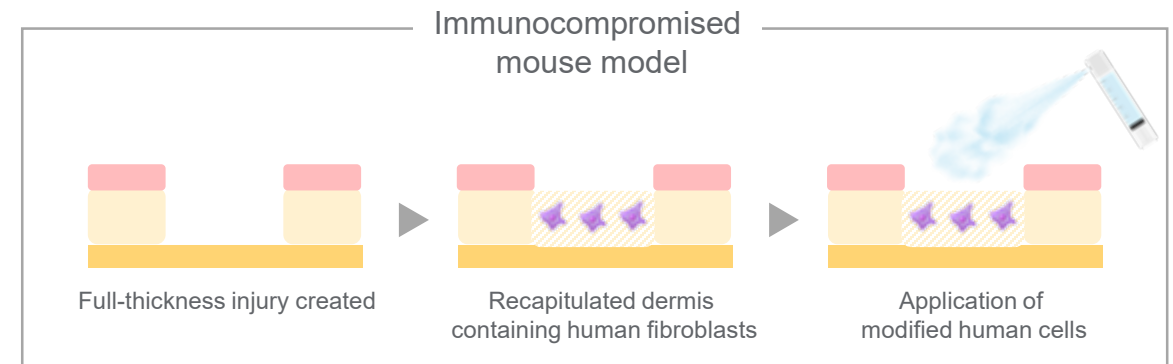 Immunocompromised
mouse model
Full-thickness injury created
Recapitulated dermis
containing human fibroblasts
Application of
modified human cells